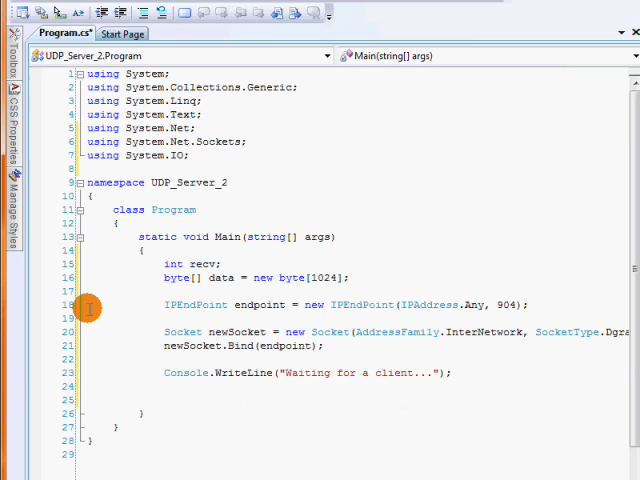 Program.cs*
Start Page
UDP_Server_2.Program
Main(string[] args)
Toolbox
CSS Properties
Manage Styles
1 using System;
2 using System.Collections.Generic;
3 using System.Linq;
4 using System.Text;
5 using System.Net;
6 using System.Net.Sockets;
7 using System.IO;
8
9 namespace UDP_Server_2
10 {
11 class Program
12 {
13 static void Main(string[] args)
14 {
15 int recv;
16 byte[] data = new byte[1024];
17
18 IPEndPoint endpoint = new IPEndPoint(IPAddress.Any, 904);
19
20 Socket newSocket = new Socket(AddressFamily.InterNetwork, SocketType.Dgra
21 newSocket.Bind(endpoint);
22
23 Console.WriteLine("Waiting for a client...");
24
25
26 }
27 }
28 }
29